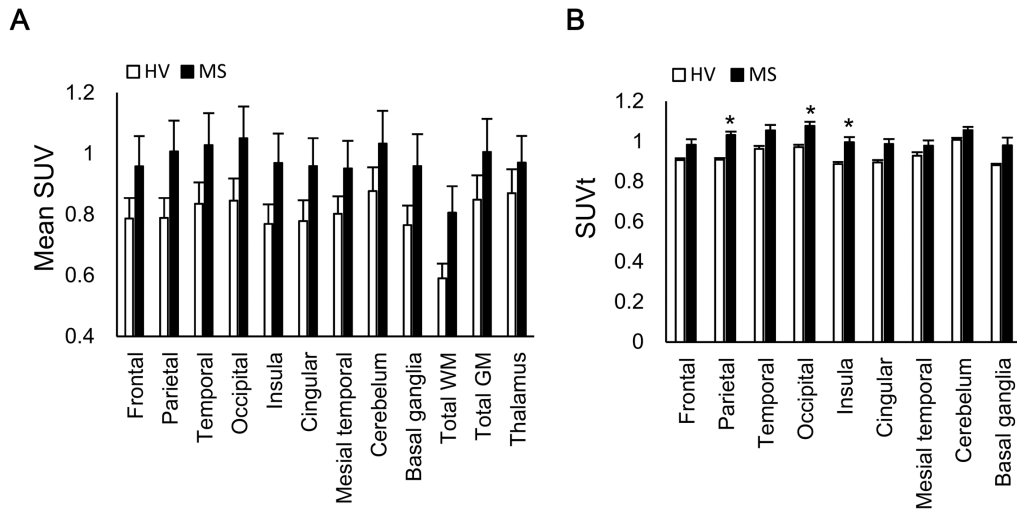 A
HV MS
Mean SUV
1.2
1
0.8
0.6
0.4
Frontal
Parietal
Temporal
Occipital
Insula
Cingular
Mesial temporal
Cerebelum
Basal ganglia
Total WM
Total GM
Thalamus
B
HV MS
SUVt
1.2
1
0.8
0.6
0.4
0.2
0
* * *
Frontal
Parietal
Temporal
Occipital
Insula
Cingular
Mesial temporal
Cerebelum
Basal ganglia